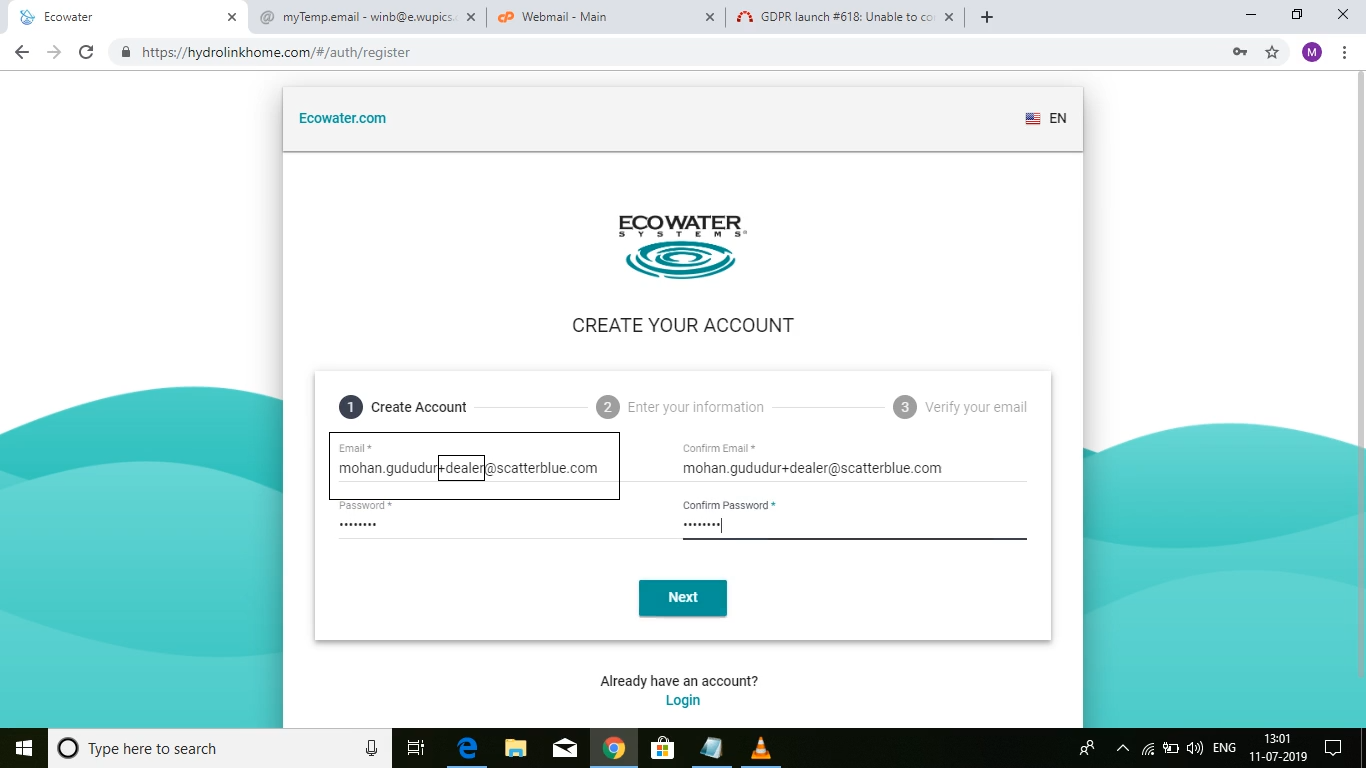 Ecowater
myTemp.email - winb@e.wupics.
Webmail - Main
GDPR launch #618: Unable to co
https://hydrolinkhome.com/#/auth/register
M
Ecowater.com
EN
ECOWATER
SYSTEMS
CREATE YOUR ACCOUNT
1 Create Account 2 Enter your information 3 Verify your email
Email * Confirm Email *
mohan.gududur+dealer@scatterblue.com mohan.gududur+dealer@scatterblue.com
Password * Confirm Password *
•••••••• ••••••••
Next
Already have an account?
Login
Type here to search
ENG
13:01
11-07-2019